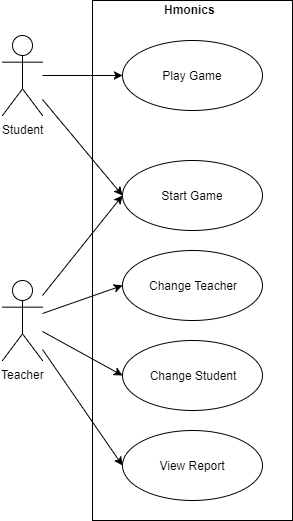 Hmonics
Play Game
Student
Start Game
Change Teacher
Teacher
Change Student
View Report